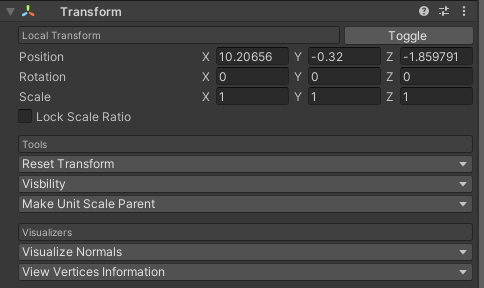 Transform
Local Transform Toggle
Position X 10.20656 Y -0.32 Z -1.859791
Rotation X 0 Y 0 Z 0
Scale X 1 Y 1 Z 1
Lock Scale Ratio
Tools
Reset Transform
Visbility
Make Unit Scale Parent
Visualizers
Visualize Normals
View Vertices Information